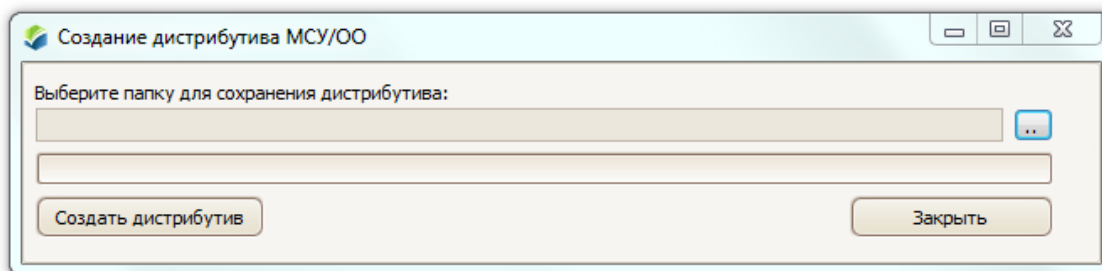 Создание дистрибутива МСУ/ОО
Выберите папку для сохранения дистрибутива:
..
Создать дистрибутив
Закрыть